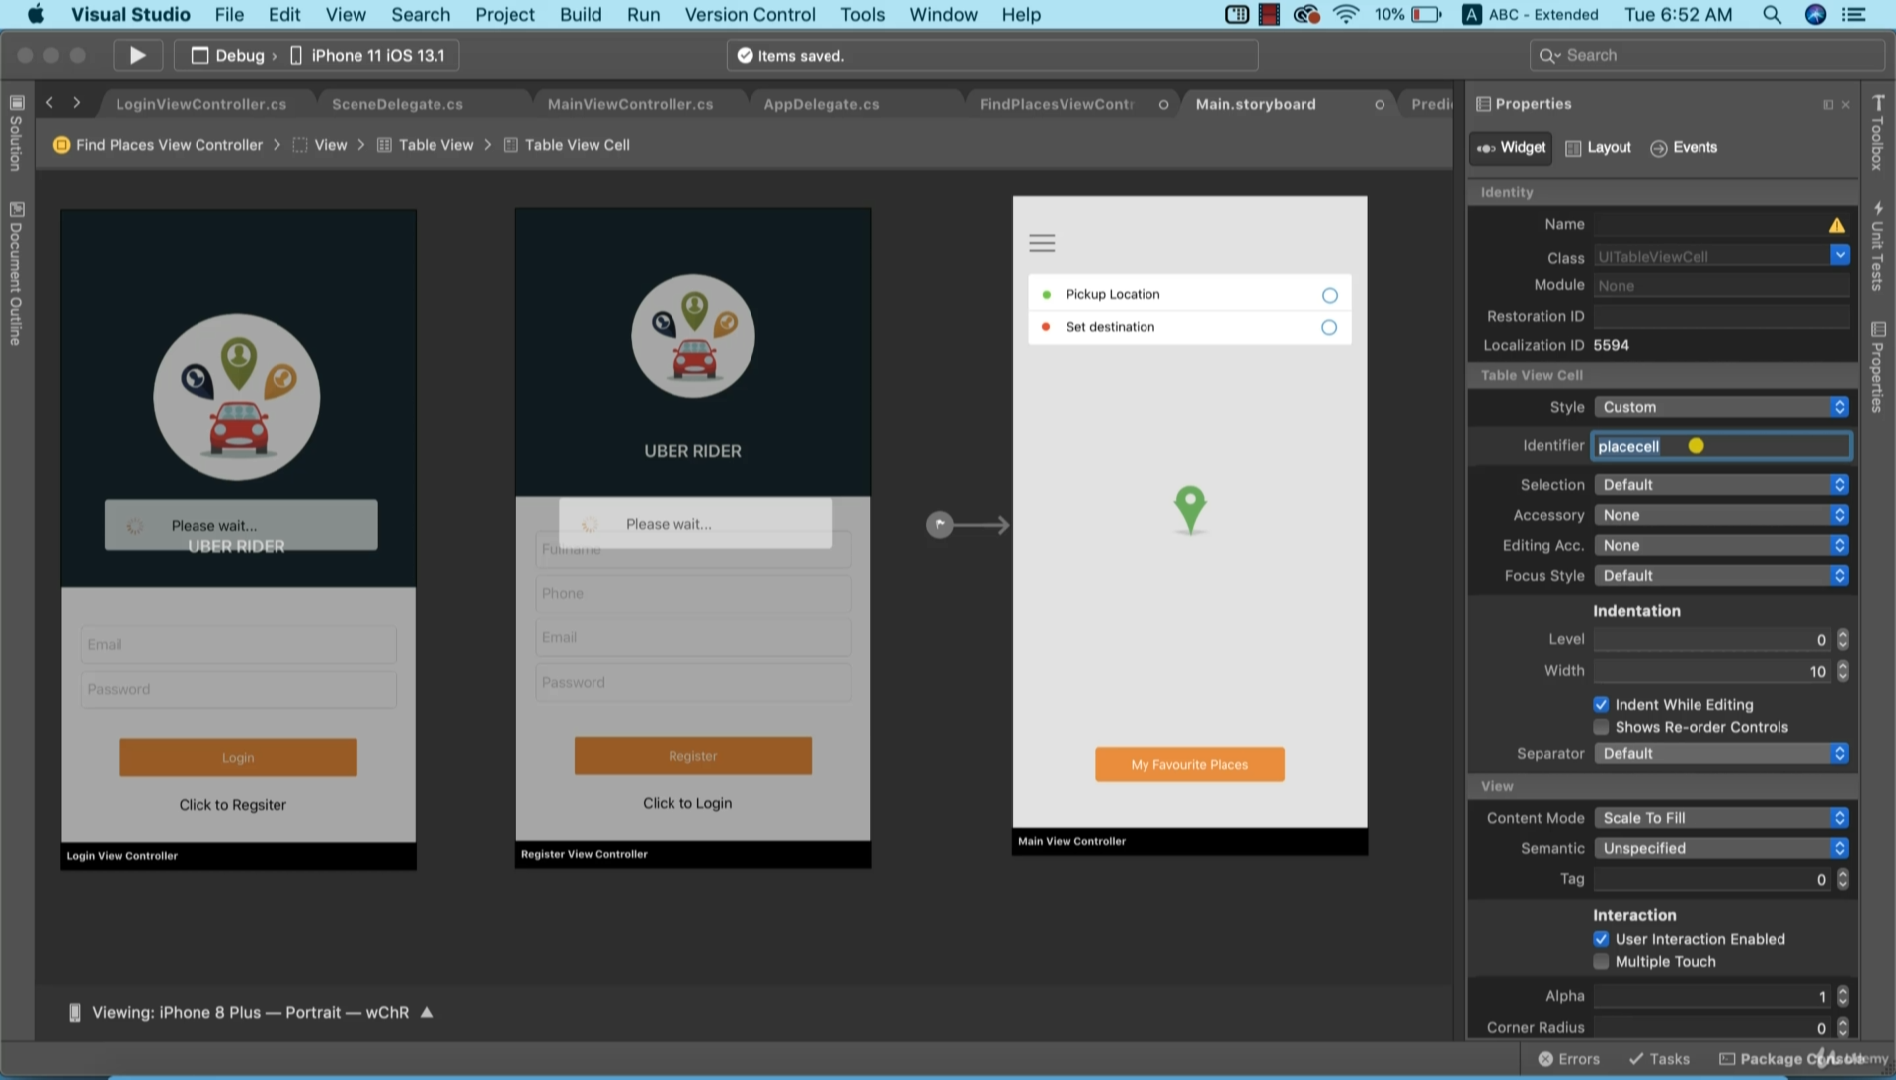 Visual Studio File Edit View Search Project Build Run Version Control Tools Window Help 10% A ABC - Extended Tue 6:52 AM
Debug › iPhone 11 iOS 13.1 Items saved. Search
LoginViewController.cs SceneDelegate.cs MainViewController.cs AppDelegate.cs FindPlacesViewContr Main.storyboard Predi
Find Places View Controller > View > Table View > Table View Cell
Solution
Document Outline
Please wait...
UBER RIDER
Email
Password
Login
Click to Regsiter
Login View Controller
UBER RIDER
Please wait...
Fullname
Phone
Email
Password
Register
Click to Login
Register View Controller
Pickup Location
Set destination
My Favourite Places
Main View Controller
Viewing: iPhone 8 Plus — Portrait — wChR
Properties
Widget Layout Events
Identity
Name
Class UITableViewCell
Module None
Restoration ID
Localization ID 5594
Table View Cell
Style Custom
Identifier placecell
Selection Default
Accessory None
Editing Acc. None
Focus Style Default
Indentation
Level 0
Width 10
Indent While Editing
Shows Re-order Controls
Separator Default
View
Content Mode Scale To Fill
Semantic Unspecified
Tag 0
Interaction
User Interaction Enabled
Multiple Touch
Alpha 1
Corner Radius 0
Toolbox
Unit Tests
Properties
Errors Tasks Package Console